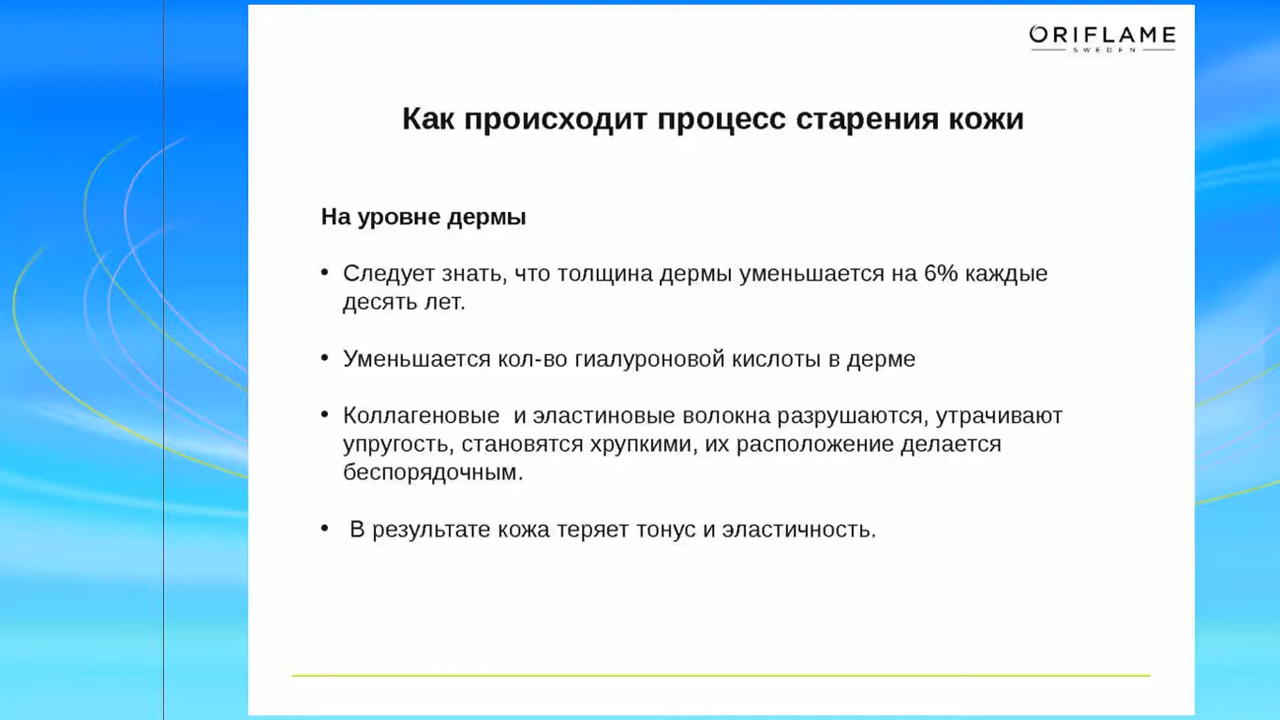 ORIFLAME
SWEDEN
Как происходит процесс старения кожи
На уровне дермы
• Следует знать, что толщина дермы уменьшается на 6% каждые
десять лет.
• Уменьшается кол-во гиалуроновой кислоты в дерме
• Коллагеновые  и эластиновые волокна разрушаются, утрачивают
упругость, становятся хрупкими, их расположение делается
беспорядочным.
• В результате кожа теряет тонус и эластичность.